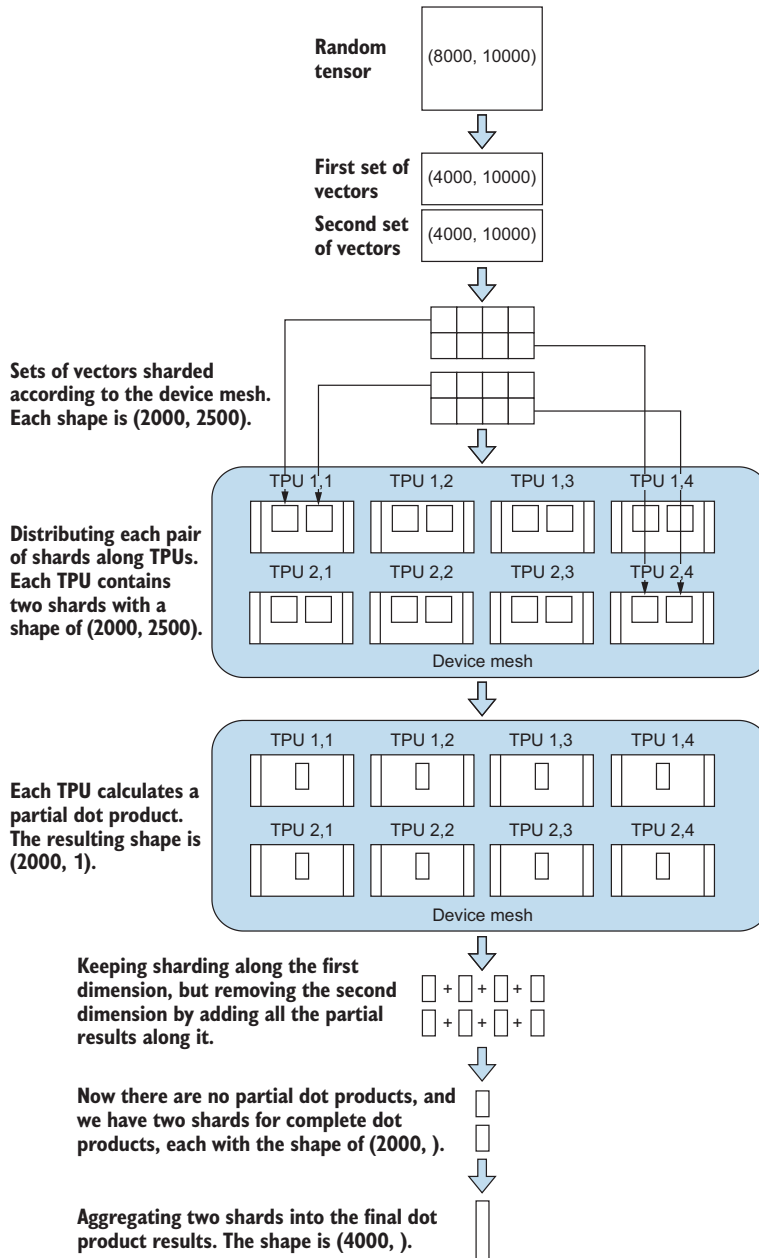 Random
tensor
(8000, 10000)
First set of
vectors
(4000, 10000)
Second set
of vectors
(4000, 10000)
Sets of vectors sharded
according to the device mesh.
Each shape is (2000, 2500).
Distributing each pair
of shards along TPUs.
Each TPU contains
two shards with a
shape of (2000, 2500).
TPU 1,1 TPU 1,2 TPU 1,3 TPU 1,4
TPU 2,1 TPU 2,2 TPU 2,3 TPU 2,4
Device mesh
Each TPU calculates a
partial dot product.
The resulting shape is
(2000, 1).
TPU 1,1 TPU 1,2 TPU 1,3 TPU 1,4
TPU 2,1 TPU 2,2 TPU 2,3 TPU 2,4
Device mesh
Keeping sharding along the first
dimension, but removing the second
dimension by adding all the partial
results along it.
+ + +
+ + +
Now there are no partial dot products, and
we have two shards for complete dot
products, each with the shape of (2000, ).
Aggregating two shards into the final dot
product results. The shape is (4000, ).